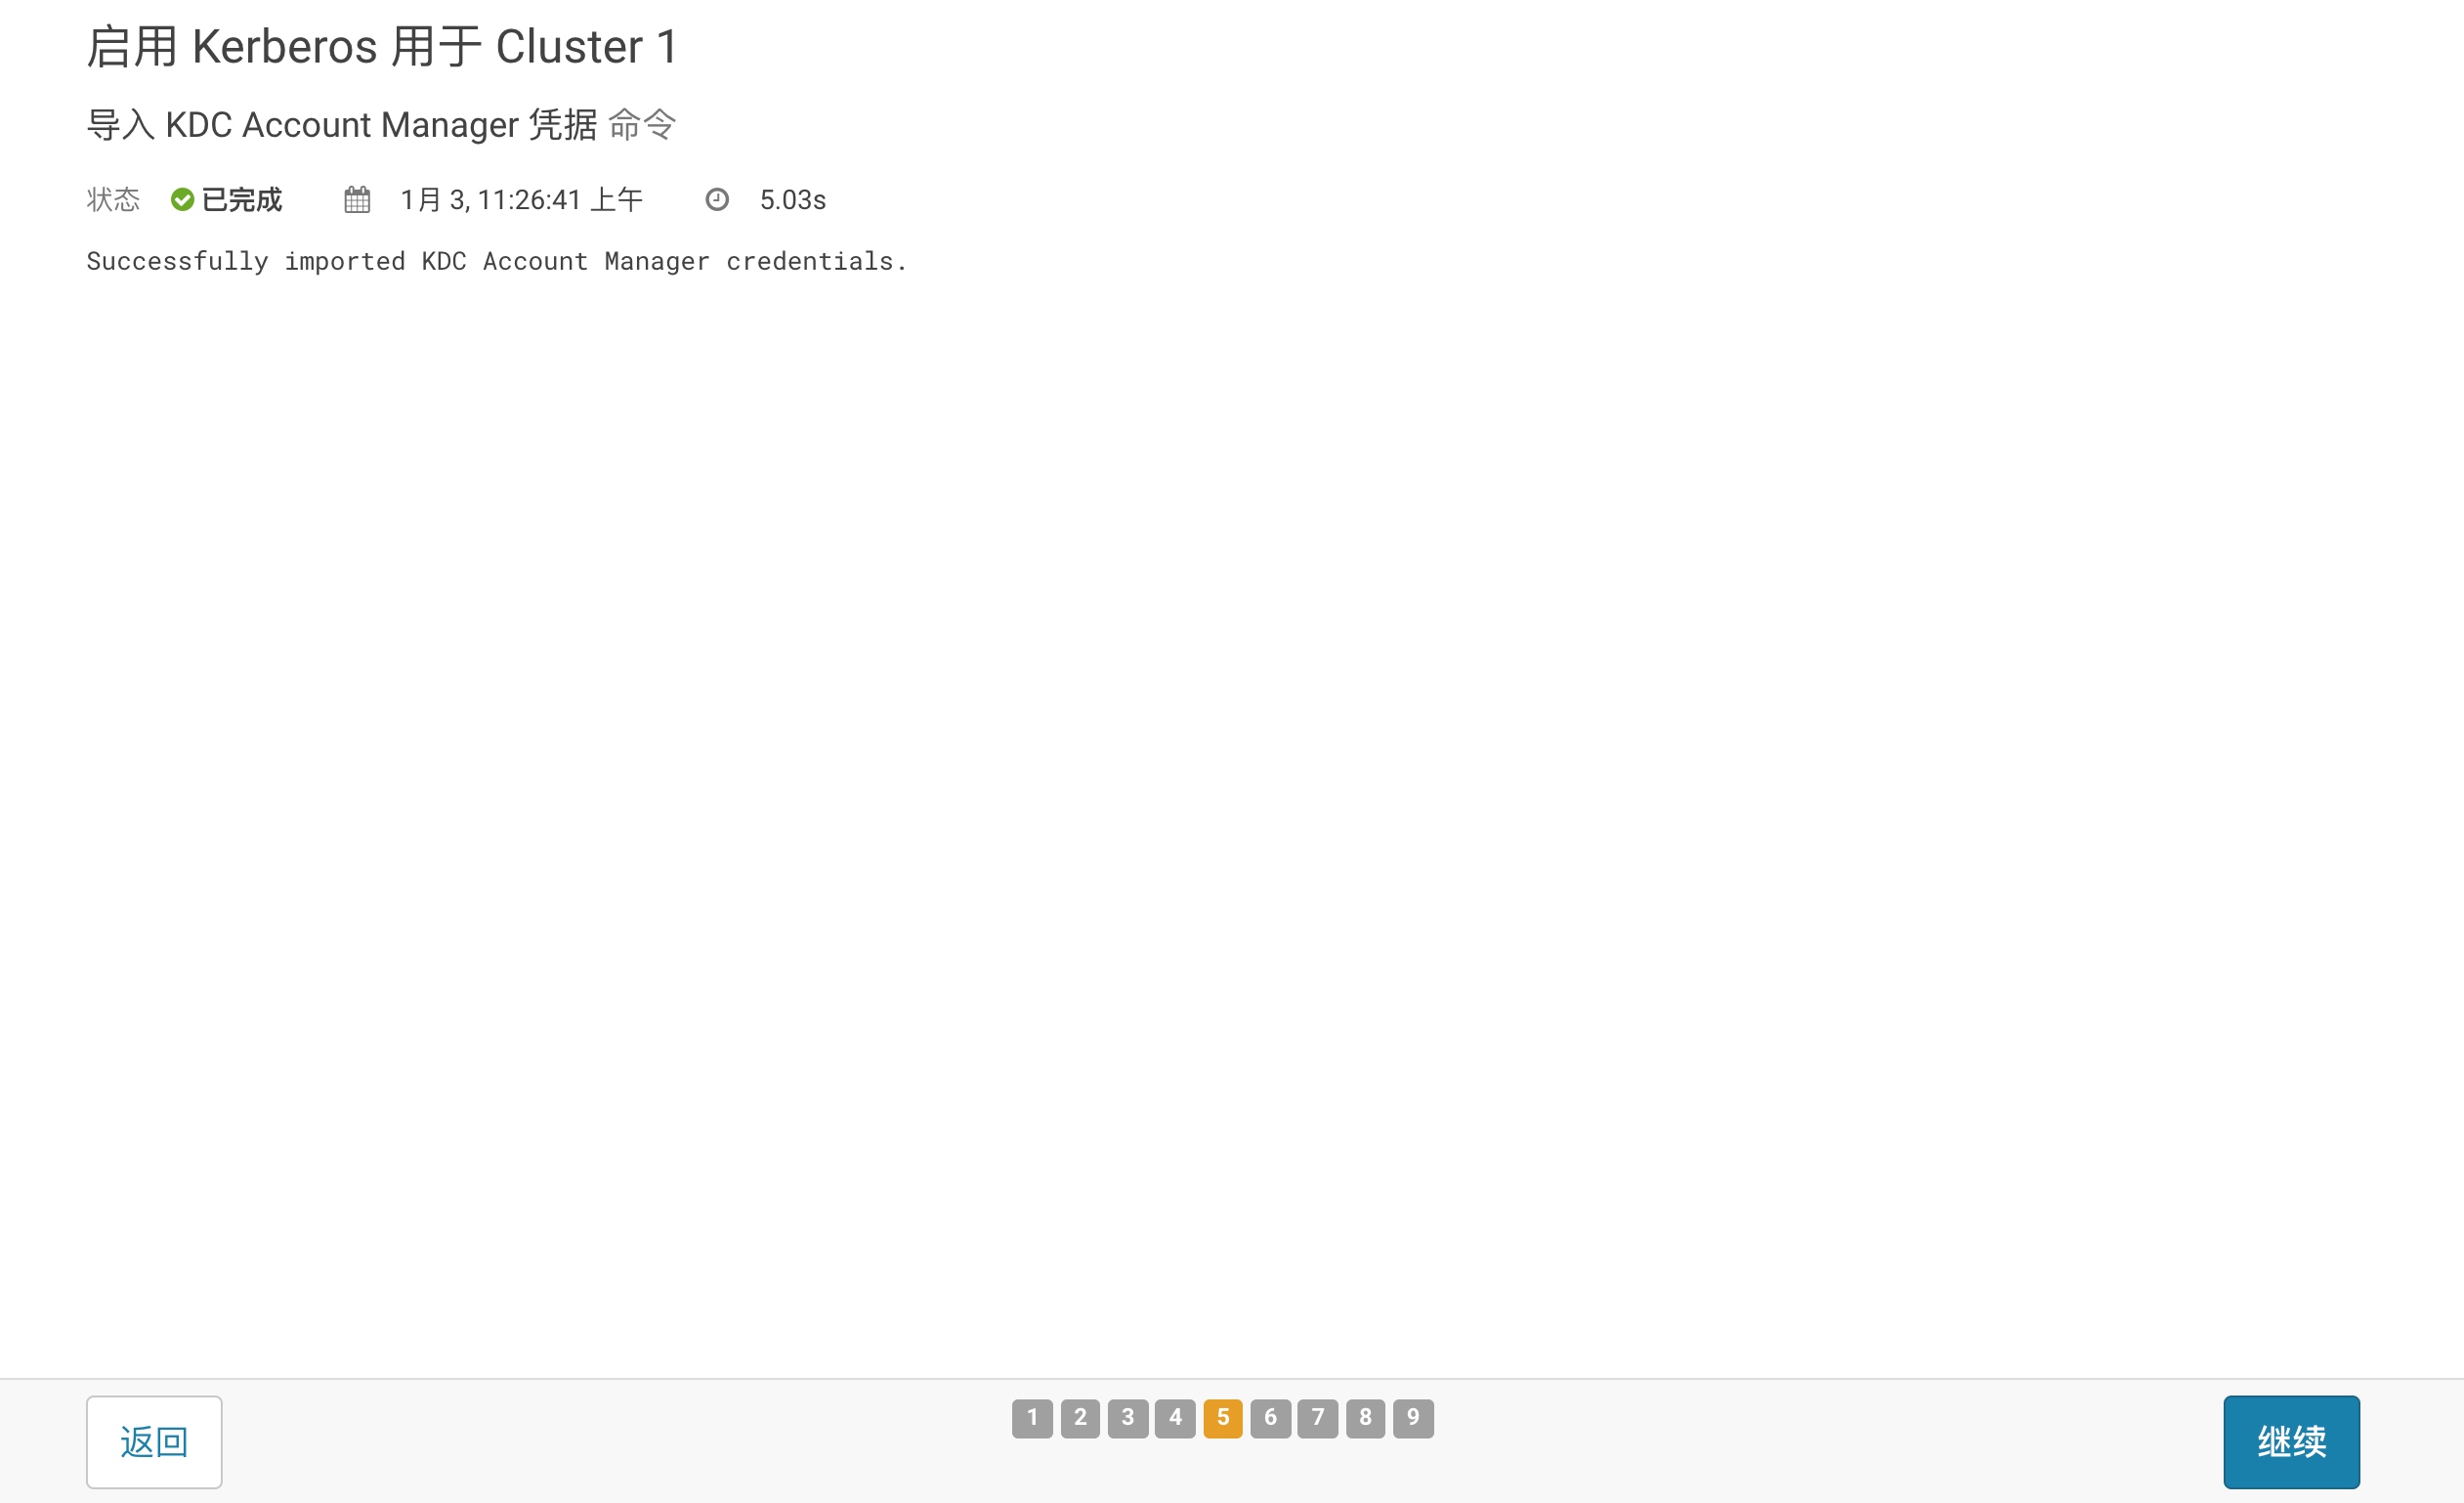 启用 Kerberos 用于 Cluster 1
导入 KDC Account Manager 凭据 命令
状态 已完成 1月 3, 11:26:41 上午 5.03s
Successfully imported KDC Account Manager credentials.
返回 1 2 3 4 5 6 7 8 9 继续